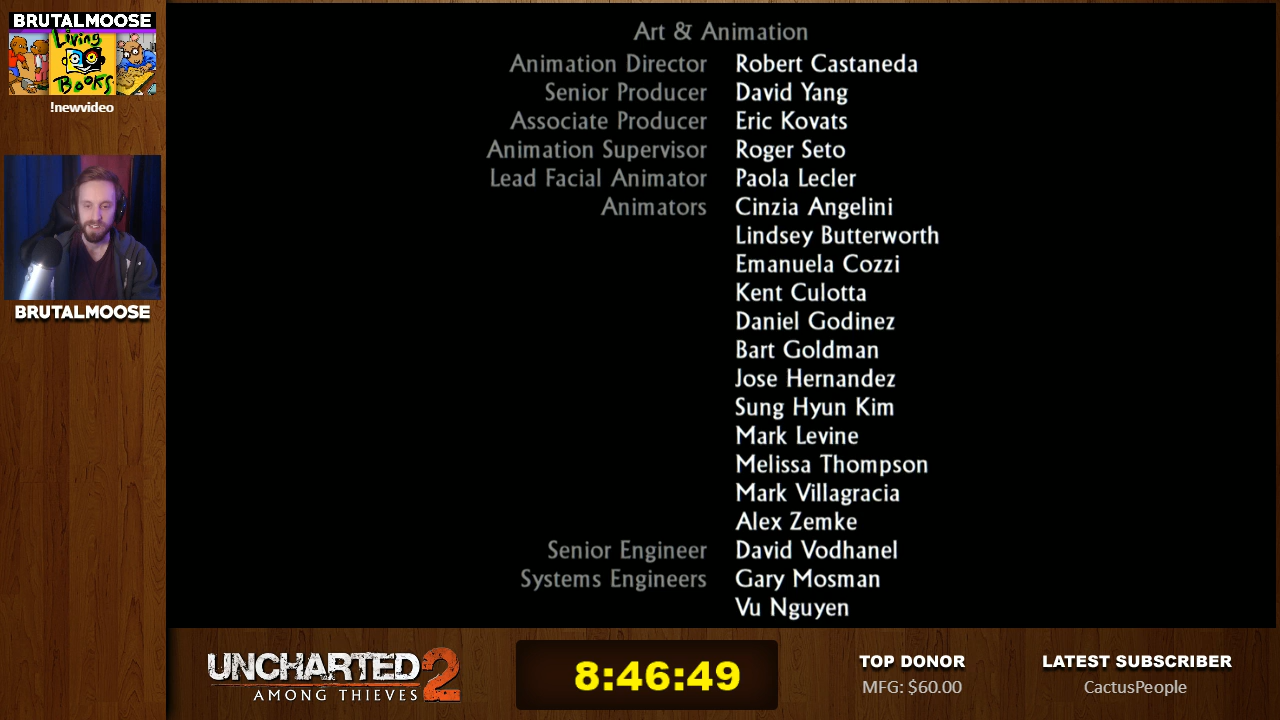 BRUTALMOOSE
Living
Books
!newvideo
BRUTALMOOSE
Art & Animation
Animation Director Robert Castaneda
Senior Producer David Yang
Associate Producer Eric Kovats
Animation Supervisor Roger Seto
Lead Facial Animator Paola Lecler
Animators Cinzia Angelini
Lindsey Butterworth
Emanuela Cozzi
Kent Culotta
Daniel Godinez
Bart Goldman
Jose Hernandez
Sung Hyun Kim
Mark Levine
Melissa Thompson
Mark Villagracia
Alex Zemke
Senior Engineer David Vodhanel
Systems Engineers Gary Mosman
Vu Nguyen
UNCHARTED 2
AMONG THIEVES
8:46:49
TOP DONOR
MFG: $60.00
LATEST SUBSCRIBER
CactusPeople